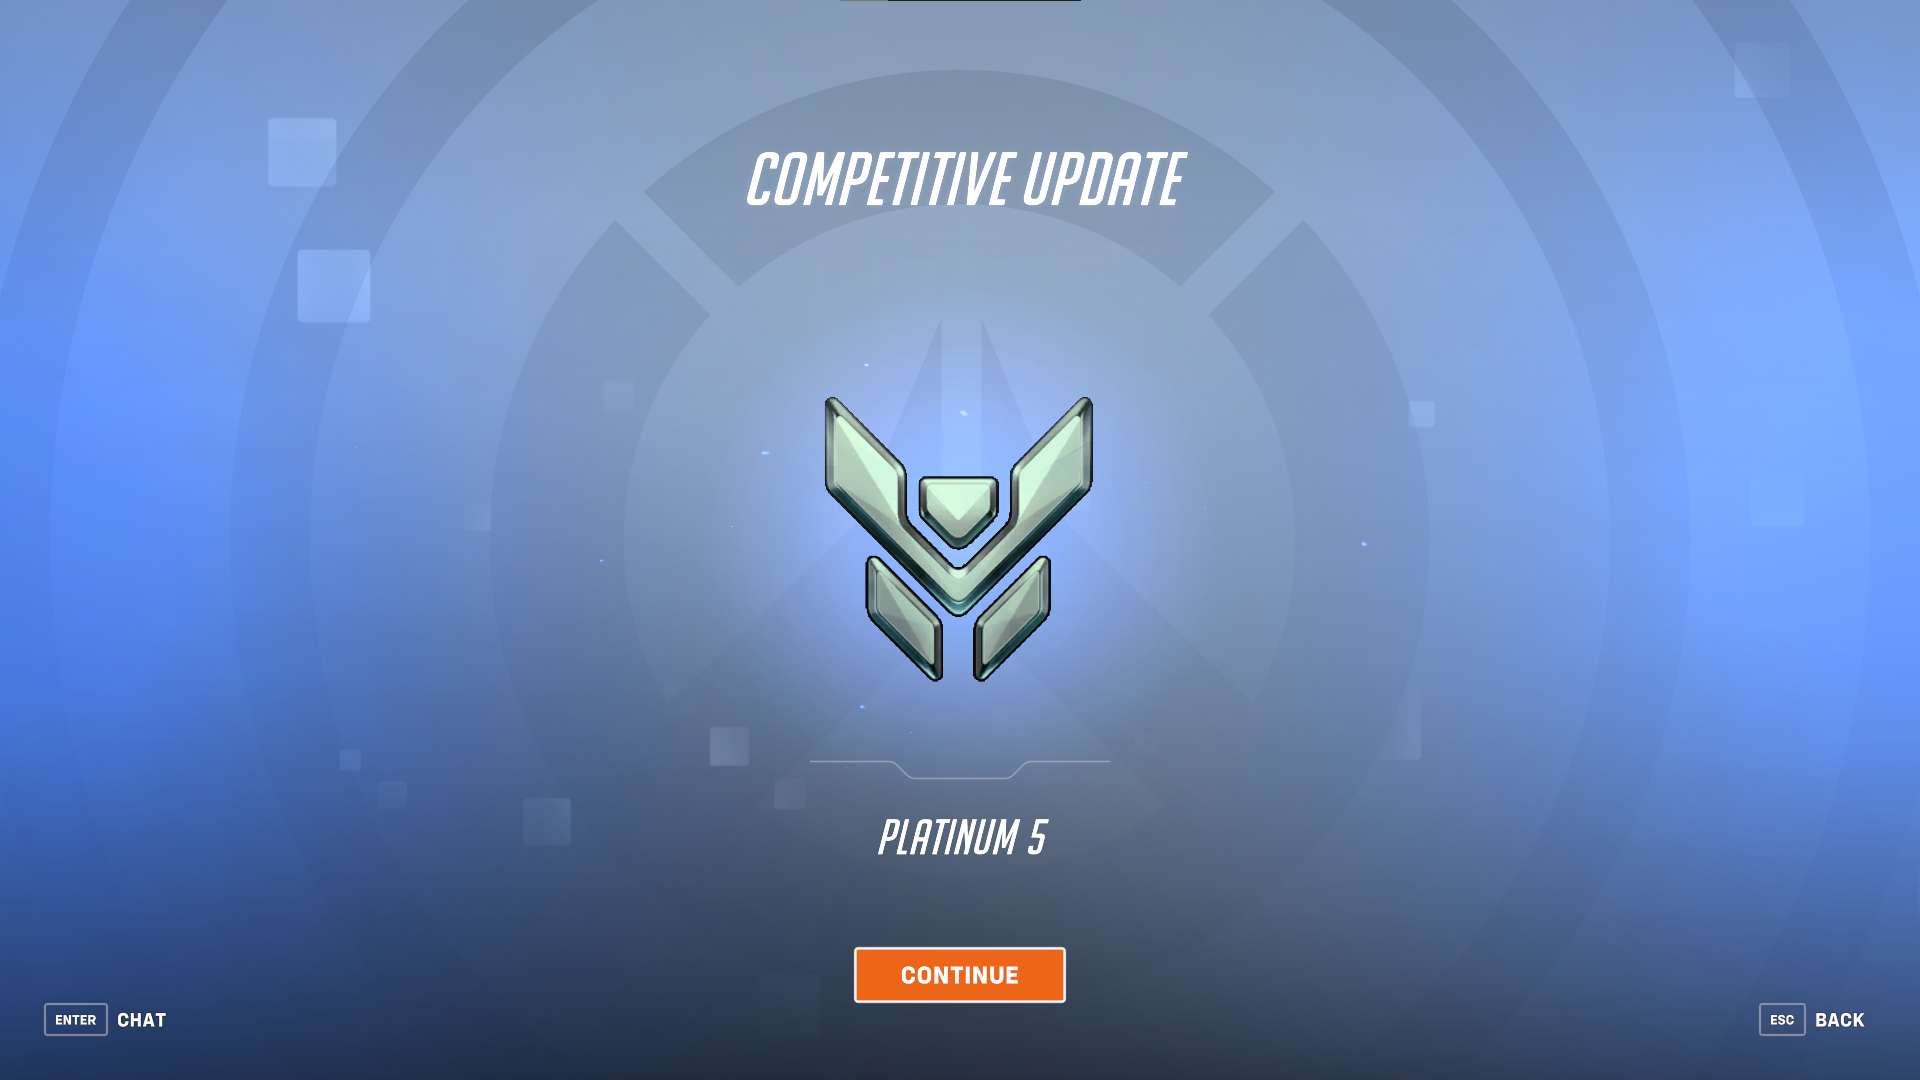 COMPETITIVE UPDATE
PLATINUM 5
CONTINUE
ENTER CHAT
ESC BACK